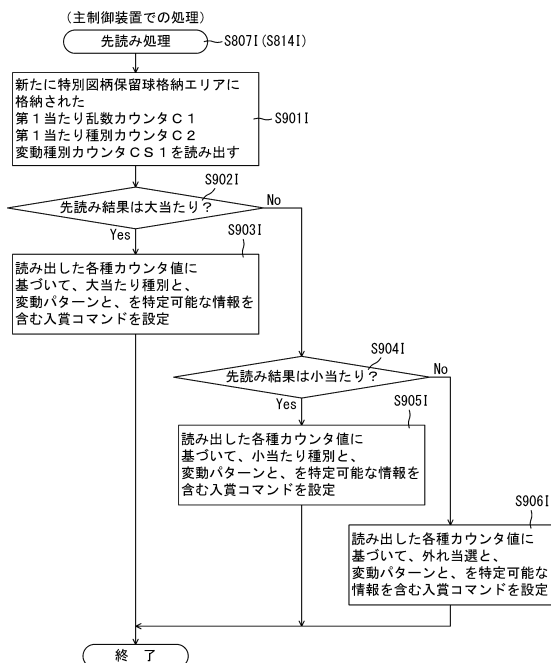 （主制御装置での処理）
先読み処理
S807I(S814I)
新たに特別図柄保留球格納エリアに
格納された
第１当たり乱数カウンタＣ１
第１当たり種別カウンタＣ２
変動種別カウンタＣＳ１を読み出す
S901I
S902I
先読み結果は大当たり？
No
Yes
S903I
読み出した各種カウンタ値に
基づいて、大当たり種別と、
変動パターンと、を特定可能な情報を
含む入賞コマンドを設定
S904I
先読み結果は小当たり？
No
Yes
S905I
読み出した各種カウンタ値に
基づいて、小当たり種別と、
変動パターンと、を特定可能な情報を
含む入賞コマンドを設定
S906I
読み出した各種カウンタ値に
基づいて、外れ当選と、
変動パターンと、を特定可能な
情報を含む入賞コマンドを設定
終　了